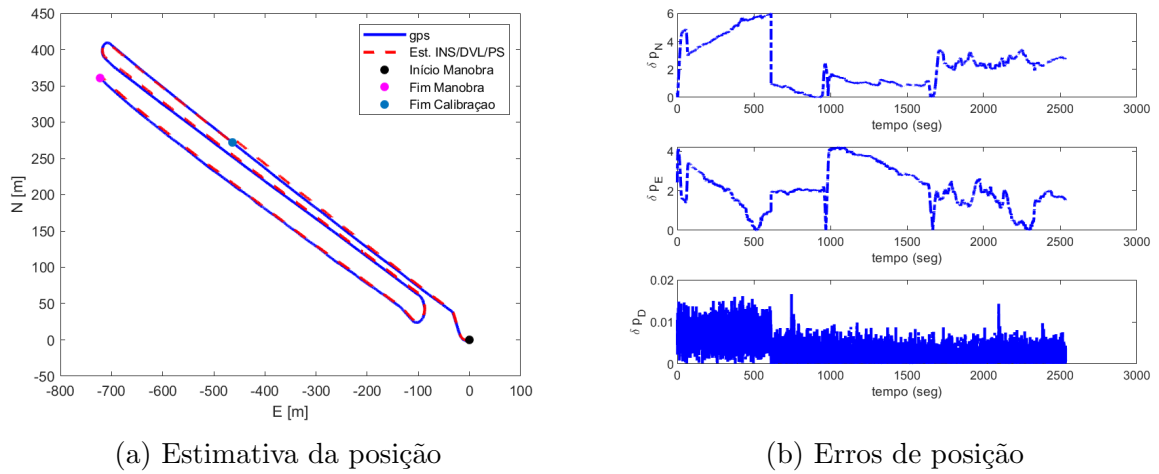 450
400
350
300
250
200
150
100
50
0
-50
N [m]
-800 -700 -600 -500 -400 -300 -200 -100 0 100
E [m]
gps
Est. INS/DVL/PS
Início Manobra
Fim Manobra
Fim Calibraçao
(a) Estimativa da posição
6
4
2
0
δ p_N
0 500 1000 1500 2000 2500 3000
tempo (seg)
4
2
0
δ p_E
0 500 1000 1500 2000 2500 3000
tempo (seg)
0.02
0.01
0
δ p_D
0 500 1000 1500 2000 2500 3000
tempo (seg)
(b) Erros de posição